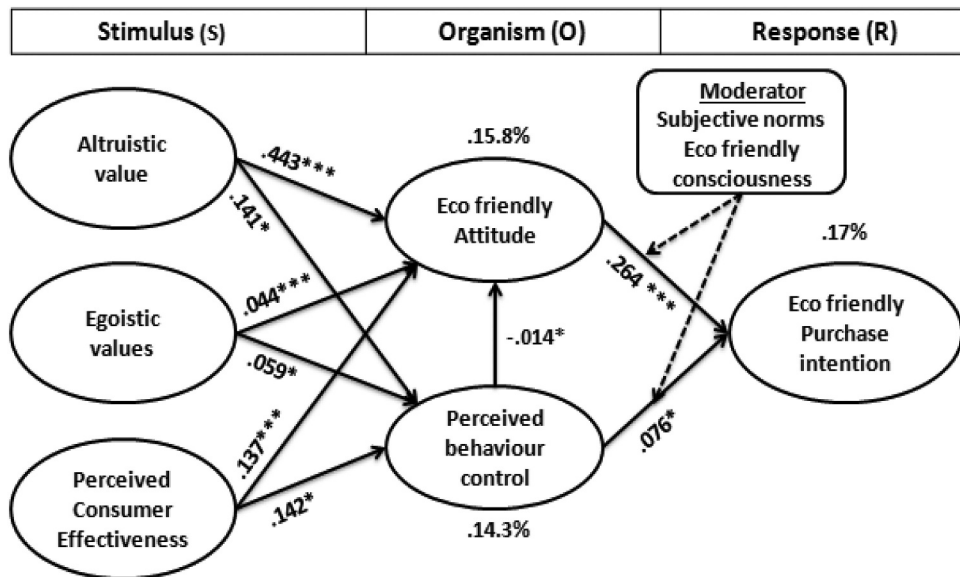 Stimulus (S)
Organism (O)
Response (R)
Moderator
Subjective norms
Eco friendly
consciousness
Altruistic
value
.443***
.141*
.15.8%
Eco friendly
Attitude
.264 ***
.17%
Eco friendly
Purchase
intention
Egoistic
values
.044***
.059*
-.014*
Perceived
Consumer
Effectiveness
.137***
.142*
Perceived
behaviour
control
.14.3%
.076*